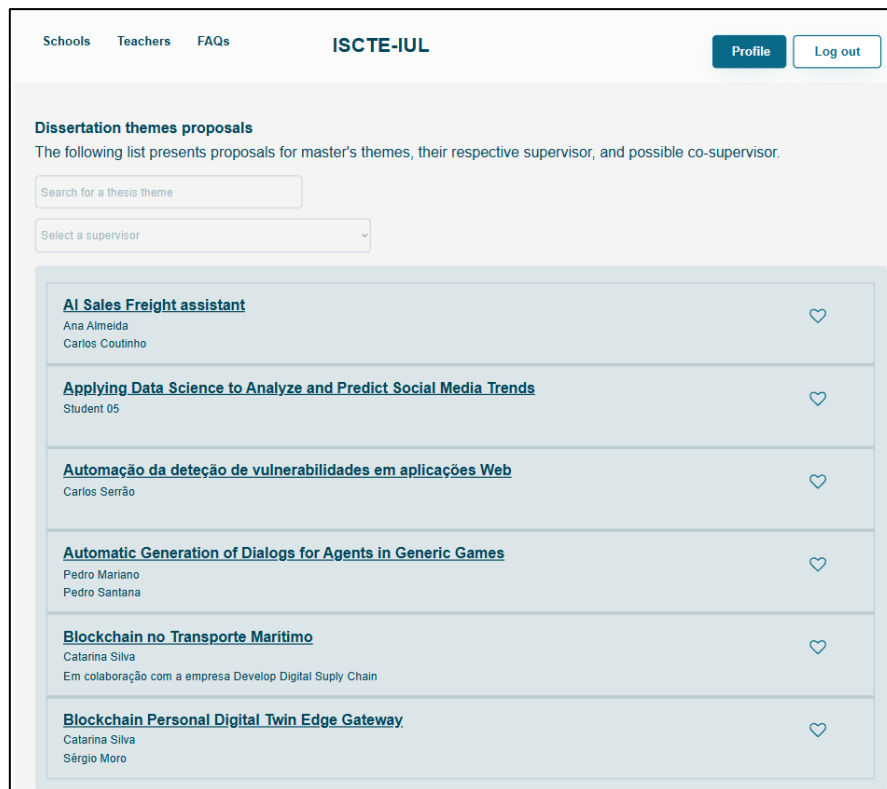 Schools Teachers FAQs ISCTE-IUL Profile Log out
Dissertation themes proposals
The following list presents proposals for master's themes, their respective supervisor, and possible co-supervisor.
Search for a thesis theme
Select a supervisor
AI Sales Freight assistant
Ana Almeida
Carlos Coutinho
Applying Data Science to Analyze and Predict Social Media Trends
Student 05
Automação da deteção de vulnerabilidades em aplicações Web
Carlos Serrão
Automatic Generation of Dialogs for Agents in Generic Games
Pedro Mariano
Pedro Santana
Blockchain no Transporte Marítimo
Catarina Silva
Em colaboração com a empresa Develop Digital Suply Chain
Blockchain Personal Digital Twin Edge Gateway
Catarina Silva
Sérgio Moro